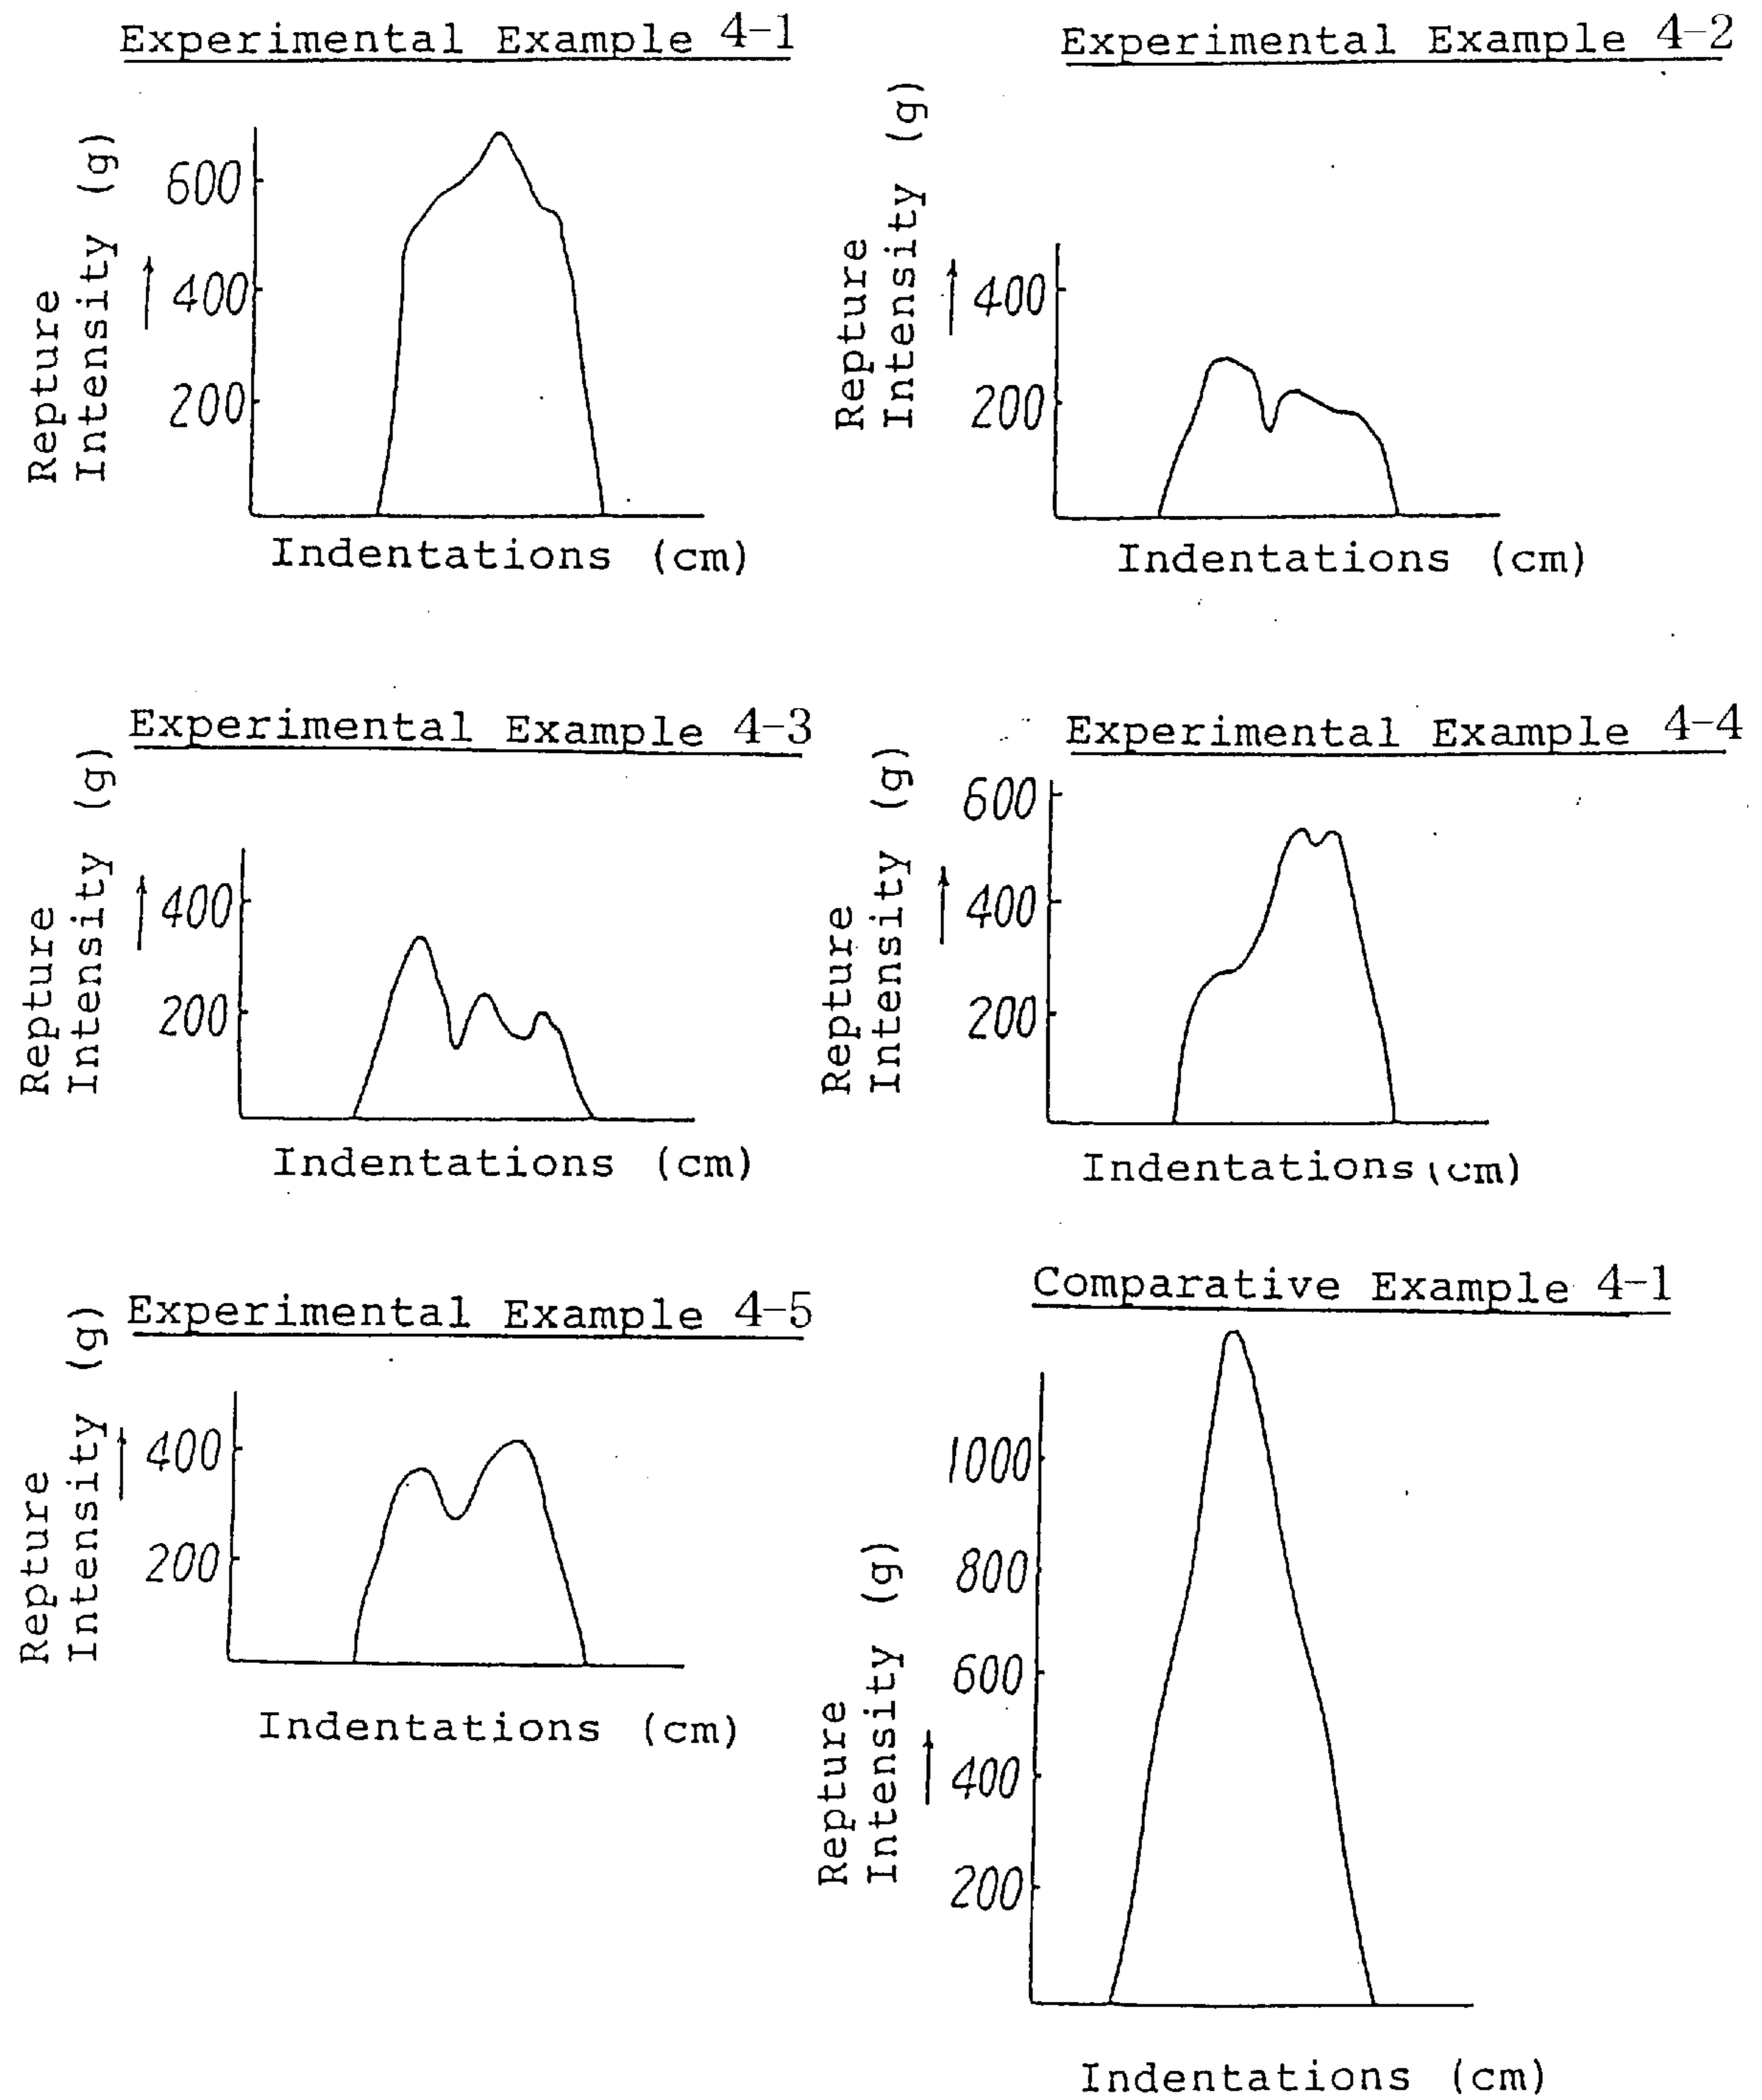 Experimental Example 4-1
Repture
Intensity (g)
600
400
200
Indentations (cm)
Experimental Example 4-2
Repture
Intensity (g)
400
200
Indentations (cm)
Experimental Example 4-3
Repture
Intensity (g)
400
200
Indentations (cm)
Experimental Example 4-4
Repture
Intensity (g)
600
400
200
Indentations (cm)
Experimental Example 4-5
Repture
Intensity (g)
400
200
Indentations (cm)
Comparative Example 4-1
Repture
Intensity (g)
1000
800
600
400
200
Indentations (cm)